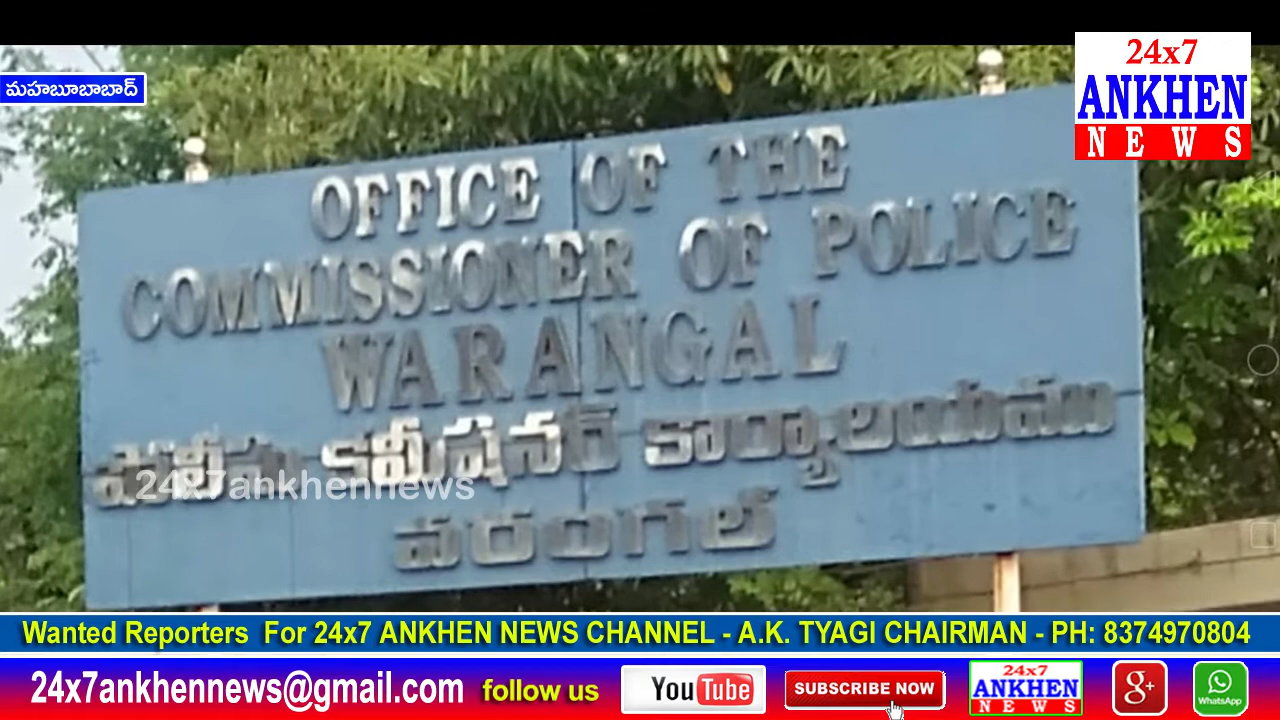 24x7
ANKHEN
NEWS
మహబూబాబాద్
OFFICE OF THE
COMMISSIONER OF POLICE
WARANGAL
పోలీసు కమీషనర్ కార్యాలయము
24x7ankhennews
వరంగల్
Wanted Reporters For 24x7 ANKHEN NEWS CHANNEL - A.K. TYAGI CHAIRMAN - PH: 8374970804
24x7ankhennews@gmail.com follow us YouTube SUBSCRIBE NOW 24x7 ANKHEN NEWS g+ WhatsApp